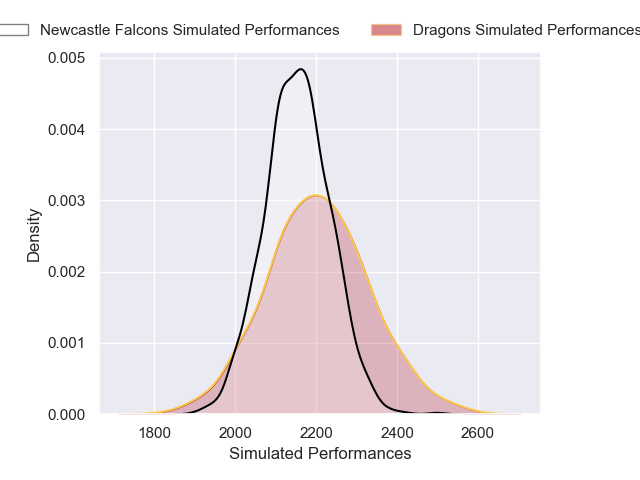 Newcastle Falcons Simulated Performances
Dragons Simulated Performances
0.005
0.004
0.003
0.002
0.001
0.000
Density
1800 2000 2200 2400 2600
Simulated Performances